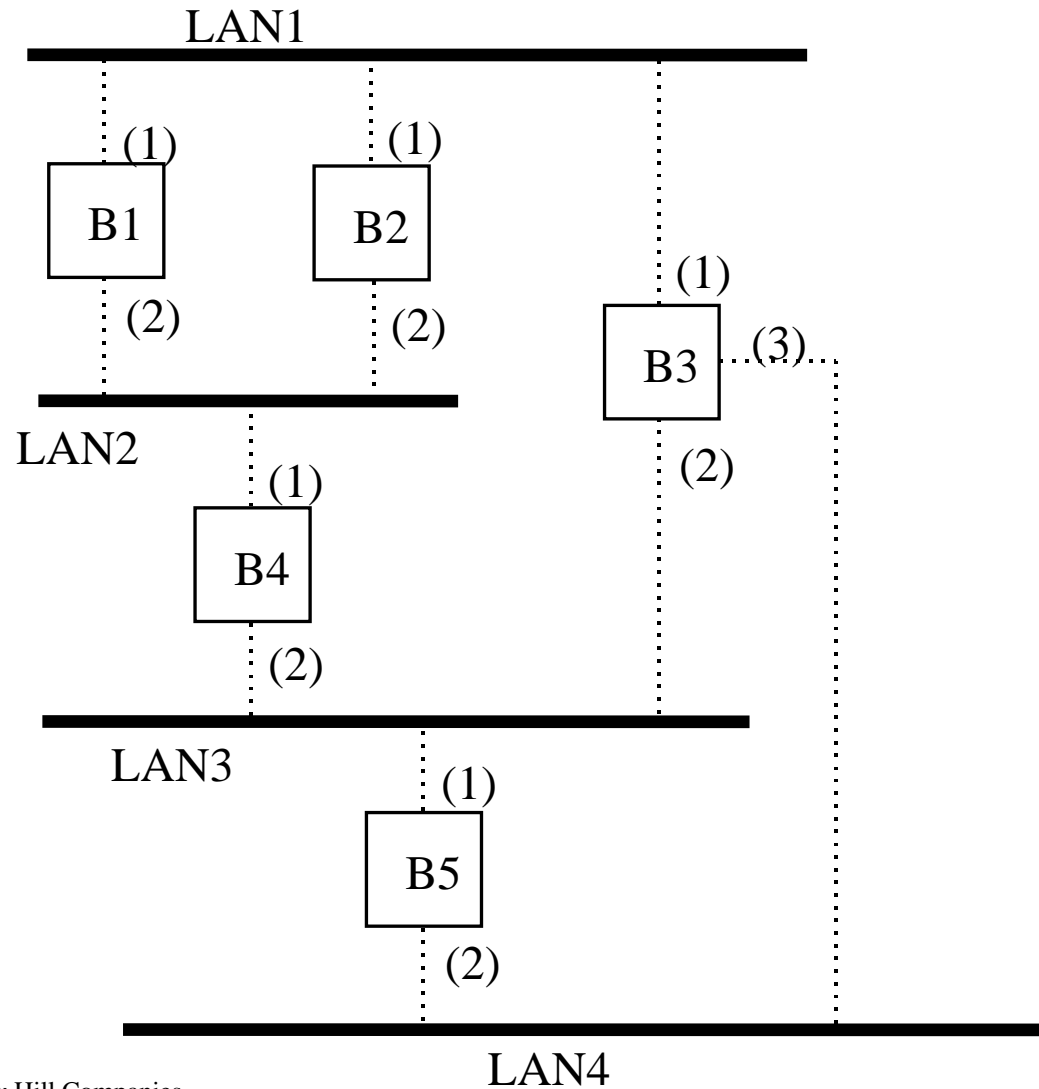 LAN1
(1)
(1)
B1
B2
(1)
(2)
(2)
(3)
B3
LAN2
(2)
(1)
B4
(2)
LAN3
(1)
B5
(2)
LAN4
Hill Companies